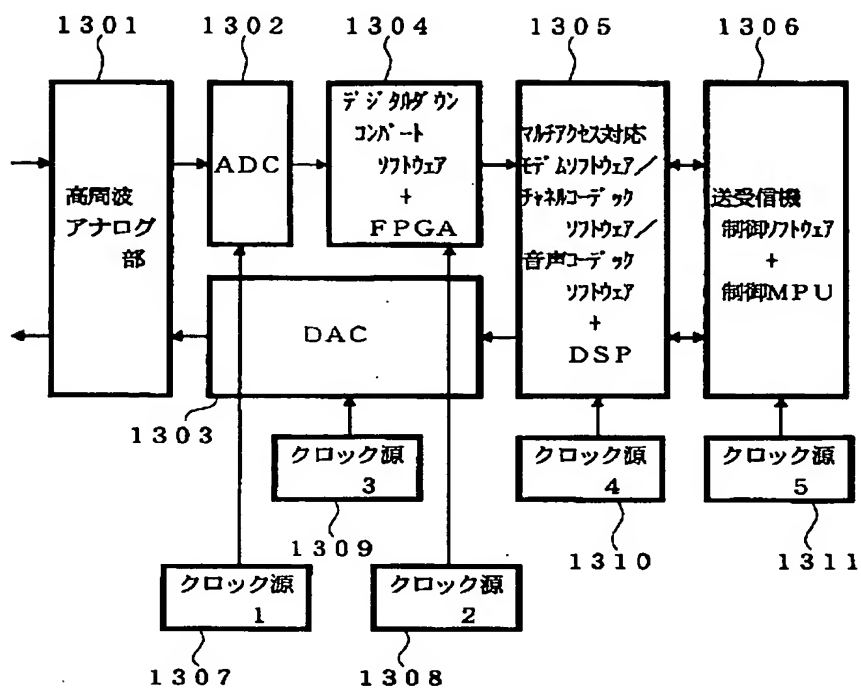 1301
1302
1304
1305
1306
高周波
アナログ
部
ADC
デジタルダウン
コンバート
ソフトウェア
+
FPGA
マルチアクセス対応
モデムソフトウェア／
チャネルコーデック
ソフトウェア／
音声コーデック
ソフトウェア
+
DSP
送受信機
制御ソフトウェア
+
制御MPU
DAC
1303
クロック源
3
1309
クロック源
4
1310
クロック源
5
1311
クロック源
1
1307
クロック源
2
1308